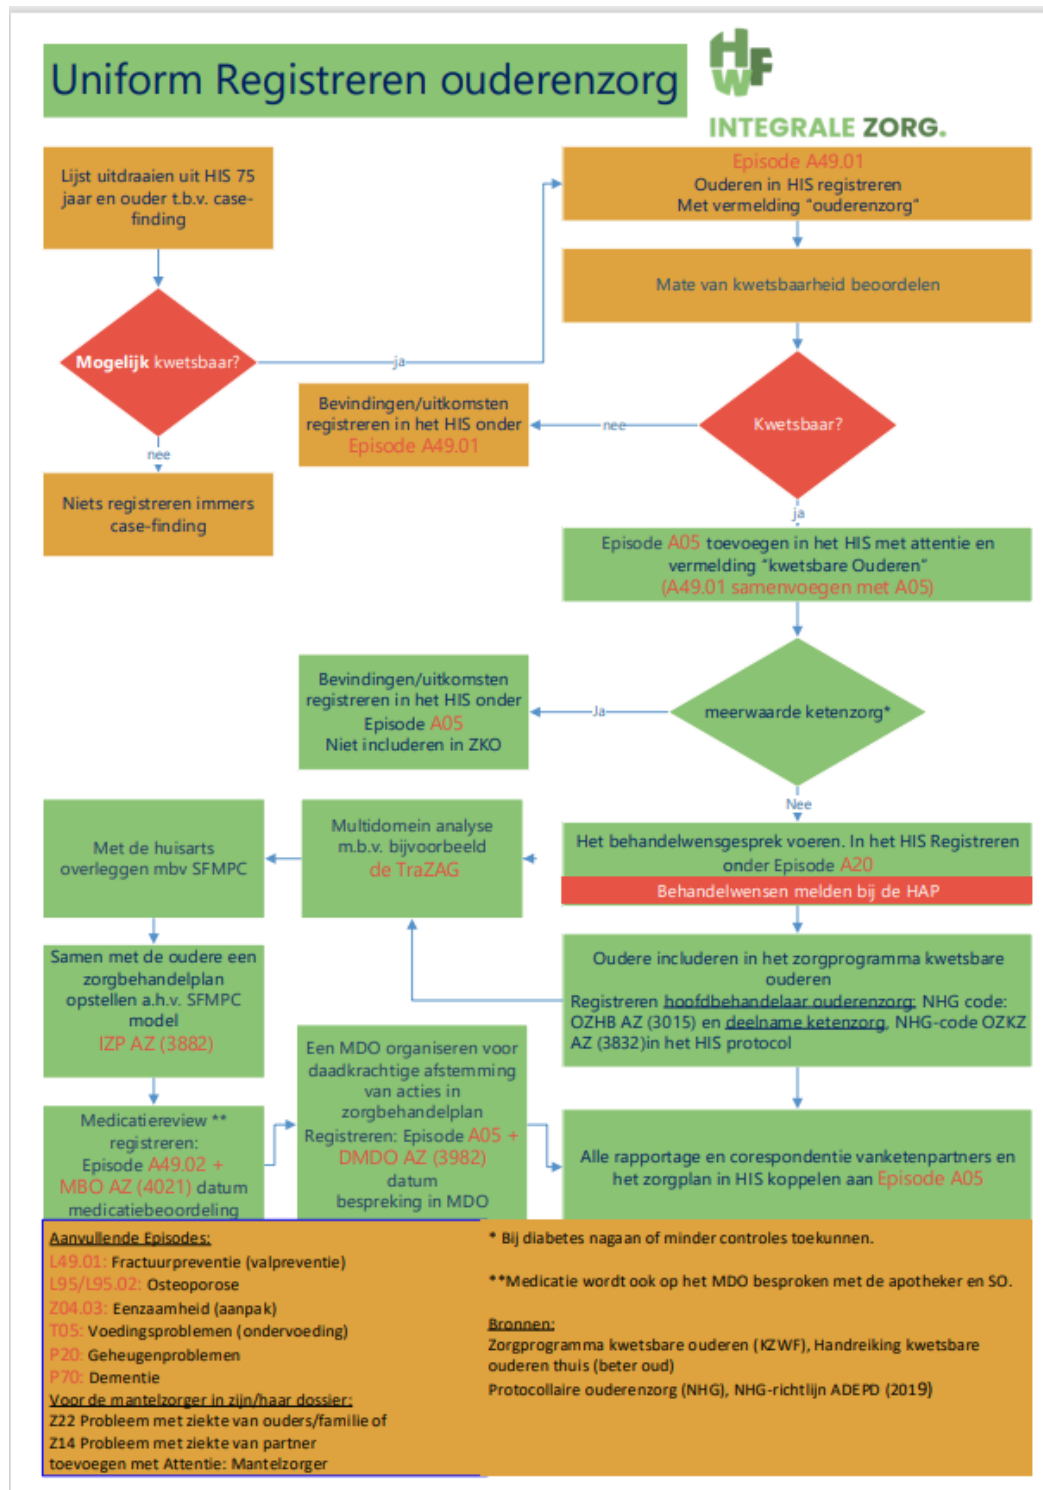 Uniform Registreren ouderenzorg
HWF
INTEGRALE ZORG.
Lijst uitdraaien uit HIS 75
jaar en ouder t.b.v. case-
finding
Episode A49.01
Ouderen in HIS registreren
Met vermelding “ouderenzorg”
Mate van kwetsbaarheid beoordelen
Mogelijk kwetsbaar?
ja
Bevindingen/uitkomsten
registreren in het HIS onder
Episode A49.01
nee
Kwetsbaar?
nee
Niets registreren immers
case-finding
ja
Episode A05 toevoegen in het HIS met attentie en
vermelding “kwetsbare Ouderen”
(A49.01 samenvoegen met A05)
Bevindingen/uitkomsten
registreren in het HIS onder
Episode A05
Niet includeren in ZKO
Ja
meerwaarde ketenzorg*
Nee
Met de huisarts
overleggen mbv SFMPC
Multidomein analyse
m.b.v. bijvoorbeeld
de TraZAG
Het behandelwensgesprek voeren. In het HIS Registreren
onder Episode A20
Behandelwensen melden bij de HAP
Samen met de oudere een
zorgbehandelplan
opstellen a.h.v. SFMPC
model
IZP AZ (3882)
Oudere includeren in het zorgprogramma kwetsbare
ouderen
Registreren hoofdbehandelaar ouderenzorg: NHG code:
OZHB AZ (3015) en deelname ketenzorg, NHG-code OZKZ
AZ (3832)in het HIS protocol
Een MDO organiseren voor
daadkrachtige afstemming
van acties in
zorgbehandelplan
Registreren: Episode A05 +
DMDO AZ (3982)
datum
bespreking in MDO
Medicatiereview **
registreren:
Episode A49.02 +
MBO AZ (4021) datum
medicatiebeoordeling
Alle rapportage en corespondentie vanketenpartners en
het zorgplan in HIS koppelen aan Episode A05
Aanvullende Episodes:
L49.01: Fractuurpreventie (valpreventie)
L95/L95.02: Osteoporose
Z04.03: Eenzaamheid (aanpak)
T05: Voedingsproblemen (ondervoeding)
P20: Geheugenproblemen
P70: Dementie
Voor de mantelzorger in zijn/haar dossier:
Z22 Probleem met ziekte van ouders/familie of
Z14 Probleem met ziekte van partner
toevoegen met Attentie: Mantelzorger
* Bij diabetes nagaan of minder controles toekunnen.
**Medicatie wordt ook op het MDO besproken met de apotheker en SO.
Bronnen:
Zorgprogramma kwetsbare ouderen (KZWF), Handreiking kwetsbare
ouderen thuis (beter oud)
Protocollaire ouderenzorg (NHG), NHG-richtlijn ADEPD (2019)